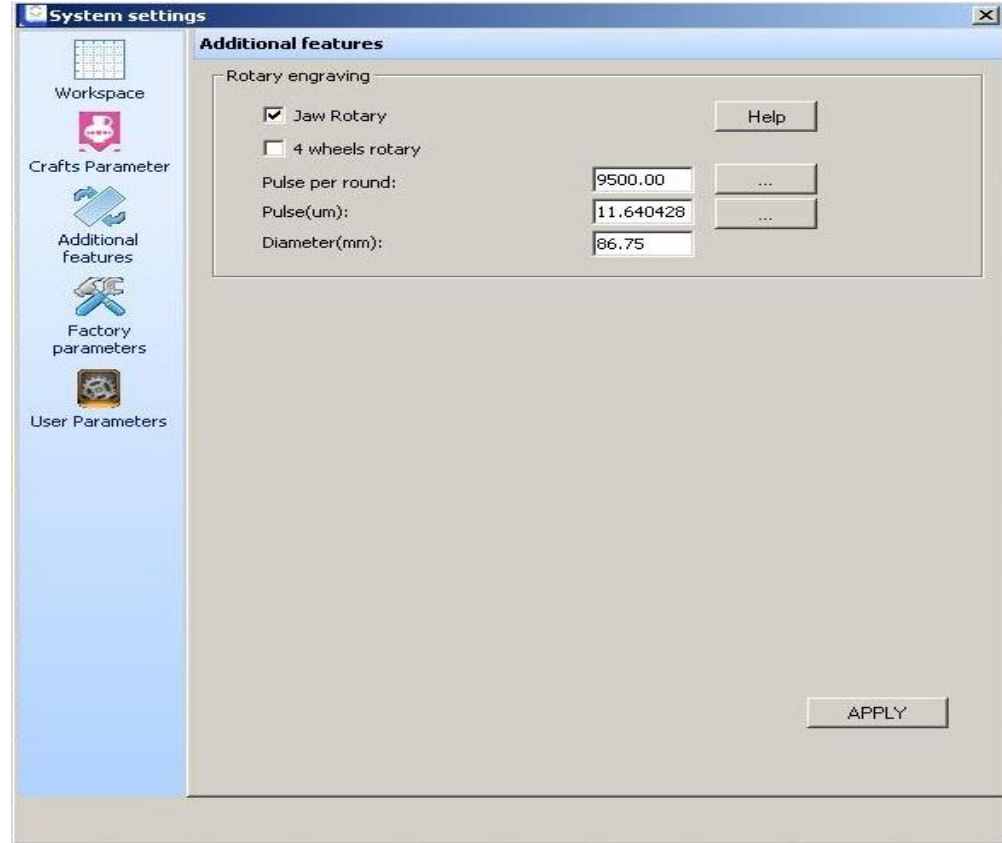 System settings
Workspace
Crafts Parameter
Additional
features
Factory
parameters
User Parameters
Additional features
Rotary engraving
Jaw Rotary
Help
4 wheels rotary
Pulse per round:
9500.00
...
Pulse(um):
11.640428
...
Diameter(mm):
86.75
APPLY